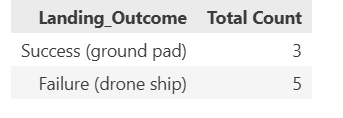 Landing_Outcome Total Count
Success (ground pad) 3
Failure (drone ship) 5